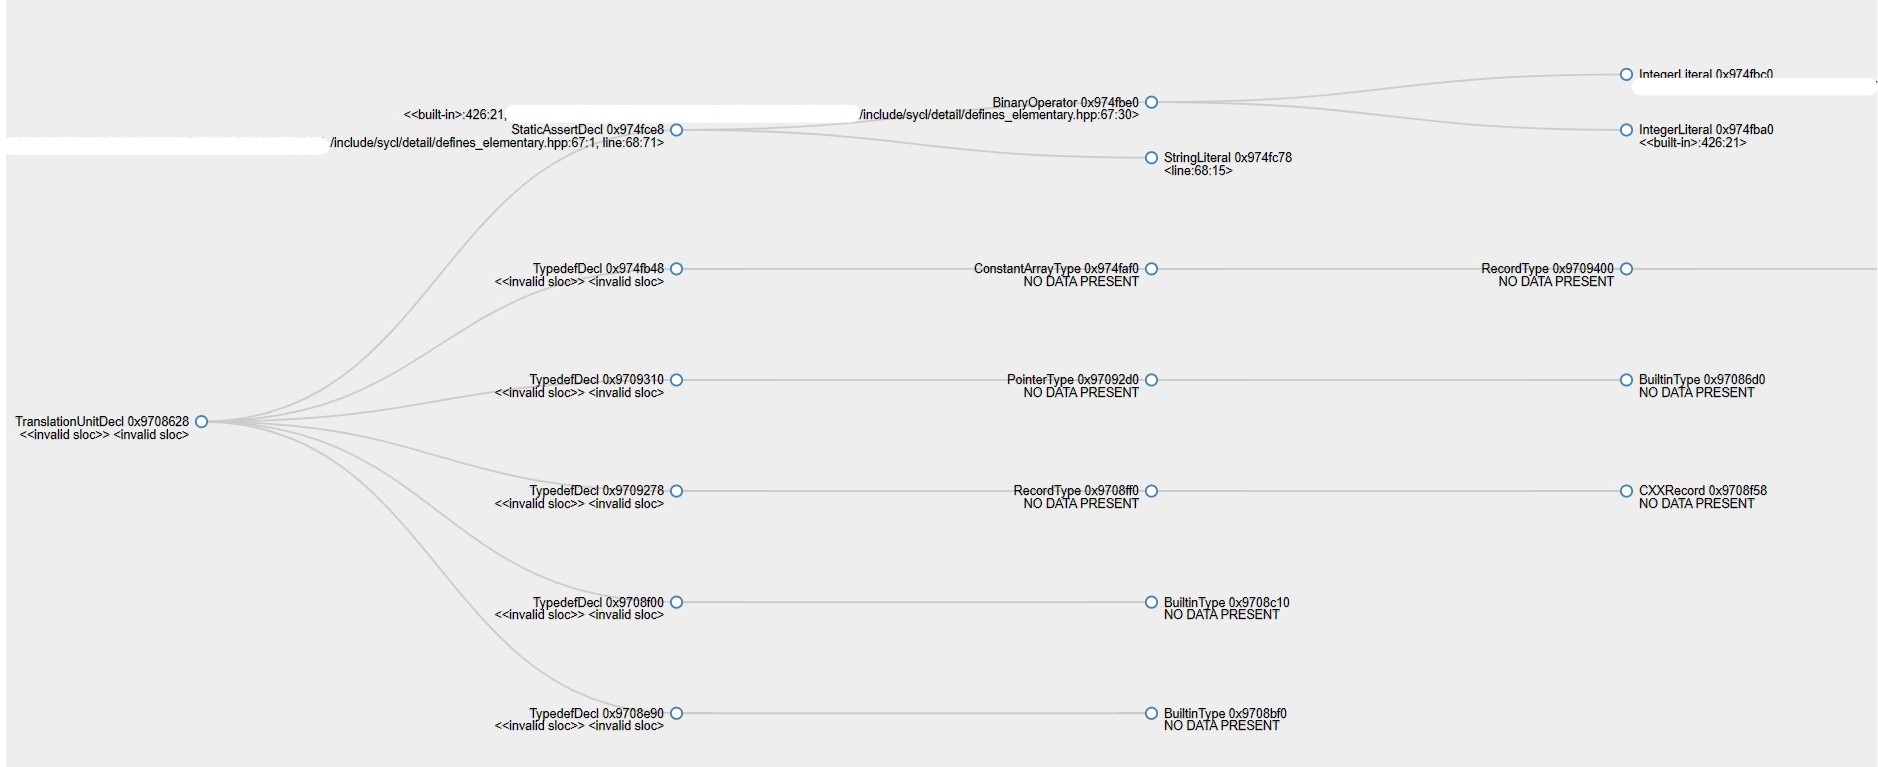 IntegerLiteral 0x974fbc0
BinaryOperator 0x974fbe0
<<built-in>:426:21, /include/sycl/detail/defines_elementary.hpp:67:30>
StaticAssertDecl 0x974fce8
/include/sycl/detail/defines_elementary.hpp:67:1, line:68:71>
IntegerLiteral 0x974fba0
<<built-in>:426:21>
StringLiteral 0x974fc78
<line:68:15>
TypedefDecl 0x974fb48
<<invalid sloc>> <invalid sloc>
ConstantArrayType 0x974faf0
NO DATA PRESENT
RecordType 0x9709400
NO DATA PRESENT
TypedefDecl 0x9709310
<<invalid sloc>> <invalid sloc>
PointerType 0x97092d0
NO DATA PRESENT
BuiltinType 0x97086d0
NO DATA PRESENT
TranslationUnitDecl 0x9708628
<<invalid sloc>> <invalid sloc>
TypedefDecl 0x9709278
<<invalid sloc>> <invalid sloc>
RecordType 0x9708ff0
NO DATA PRESENT
CXXRecord 0x9708f58
NO DATA PRESENT
TypedefDecl 0x9708f00
<<invalid sloc>> <invalid sloc>
BuiltinType 0x9708c10
NO DATA PRESENT
TypedefDecl 0x9708e90
<<invalid sloc>> <invalid sloc>
BuiltinType 0x9708bf0
NO DATA PRESENT